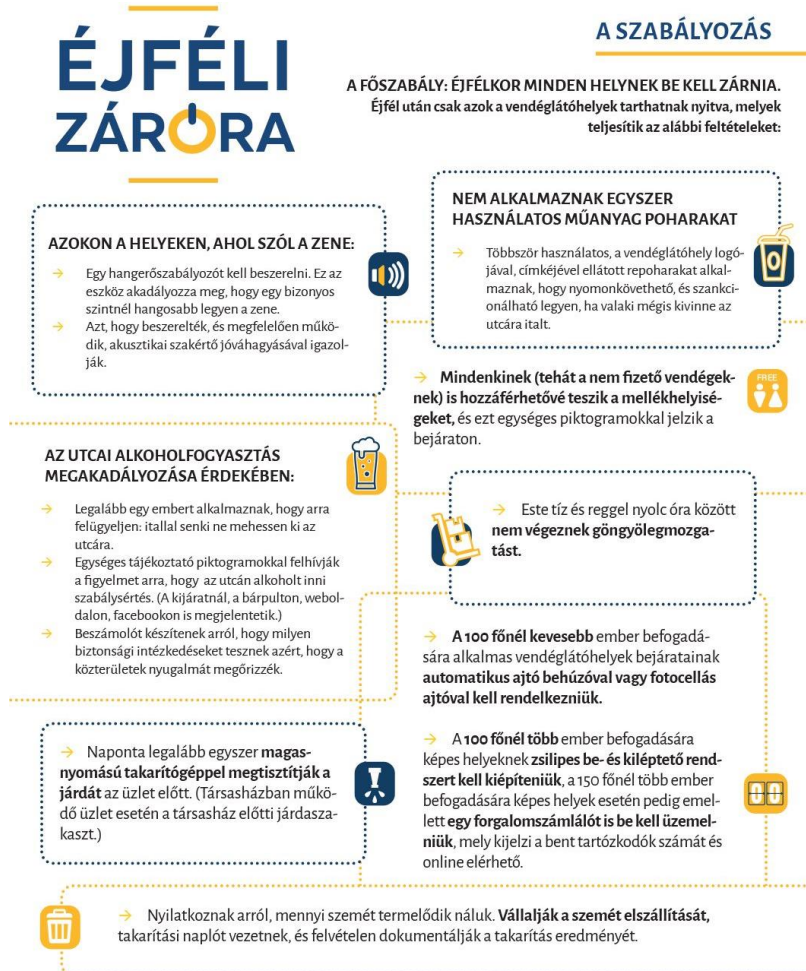 ÉJFÉLI
ZÁRÓRA
A SZABÁLYOZÁS
A FŐSZABÁLY: ÉJFÉLKOR MINDEN HELYNEK BE KELL ZÁRNIA.
Éjfél után csak azok a vendéglátóhelyek tarthatnak nyitva, melyek
teljesítik az alábbi feltételeket:
AZOKON A HELYEKEN, AHOL SZÓL A ZENE:
→ Egy hangerőszabályozót kell beszerelni. Ez az
eszköz akadályozza meg, hogy egy bizonyos
szintnél hangosabb legyen a zene.
→ Azt, hogy beszerelték, és megfelelően műkö-
dik, akusztikai szakértő jóváhagyásával igazol-
ják.
NEM ALKALMAZNAK EGYSZER
HASZNÁLATOS MŰANYAG POHARAKAT
→ Többször használatos, a vendéglátóhely logó-
jával, címkéjével ellátott repoharakat alkal-
maznak, hogy nyomonkövethető, és szankci-
onálható legyen, ha valaki mégis kivinne az
utcára italt.
→ Mindenkinek (tehát a nem fizető vendégek-
nek) is hozzáférhetővé teszik a mellékhelyisé-
geket, és ezt egységes piktogramokkal jelzik a
bejáraton.
FREE
AZ UTCAI ALKOHOLFOGYASZTÁS
MEGAKADÁLYOZÁSA ÉRDEKÉBEN:
→ Legalább egy embert alkalmaznak, hogy arra
felügyeljen: itallal senki ne mehessen ki az
utcára.
→ Egységes tájékoztató piktogramokkal felhívják
a figyelmet arra, hogy az utcán alkoholt inni
szabálysértés. (A kijáratnál, a bárpulton, webol-
dalon, facebookon is megjelentetik.)
→ Beszámolót készítenek arról, hogy milyen
biztonsági intézkedéseket tesznek azért, hogy a
közterületek nyugalmát megőrizzék.
→ Este tíz és reggel nyolc óra között
nem végeznek göngyölegmozga-
tást.
→ A 100 főnél kevesebb ember befogadá-
sára alkalmas vendéglátóhelyek bejáratainak
automatikus ajtó behúzóval vagy fotocellás
ajtóval kell rendelkezniük.
→ A 100 főnél több ember befogadására
képes helyeknek zsilipes be- és kiléptető rend-
szert kell kiépíteniük, a 150 főnél több ember
befogadására képes helyek esetén pedig emel-
lett egy forgalomszámlálót is be kell üzemel-
niük, mely kijelzi a bent tartózkodók számát és
online elérhető.
00
→ Naponta legalább egyszer magas-
nyomású takarítógéppel megtisztítják a
járdát az üzlet előtt. (Társasházban műkö-
dő üzlet esetén a társasház előtti járdasza-
kaszt.)
→ Nyilatkoznak arról, mennyi szemét termelődik náluk. Vállalják a szemét elszállítását,
takarítási naplót vezetnek, és felvételen dokumentálják a takarítás eredményét.